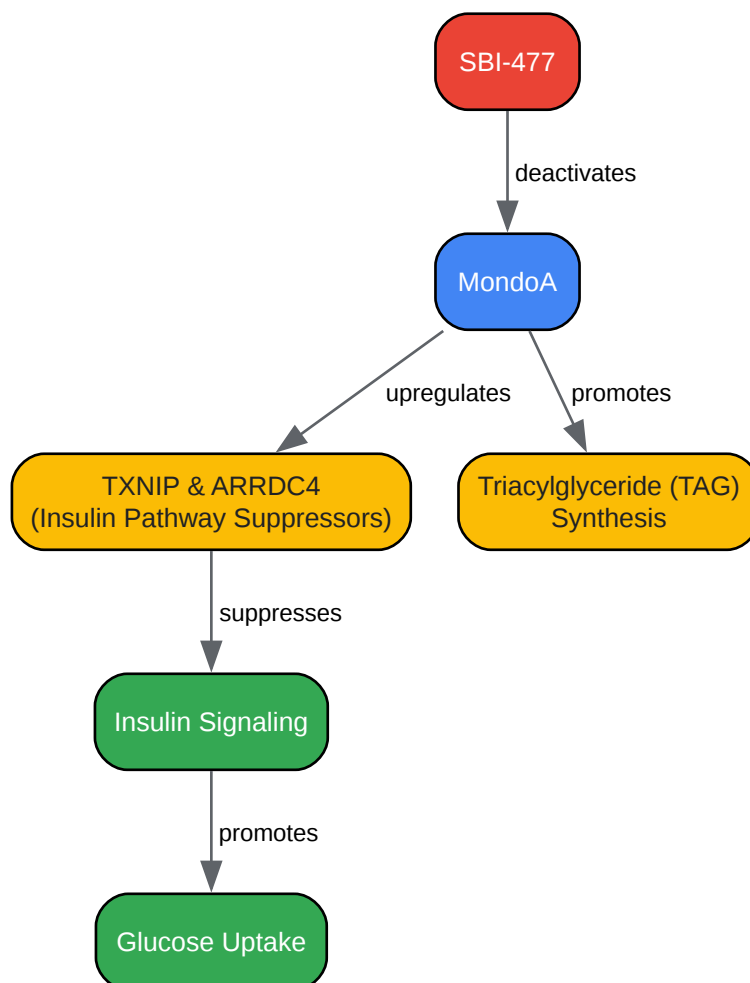 SBI-477
deactivates
MondoA
upregulates
promotes
TXNIP & ARRDC4
(Insulin Pathway Suppressors)
Triacylglyceride (TAG)
Synthesis
suppresses
Insulin Signaling
promotes
Glucose Uptake